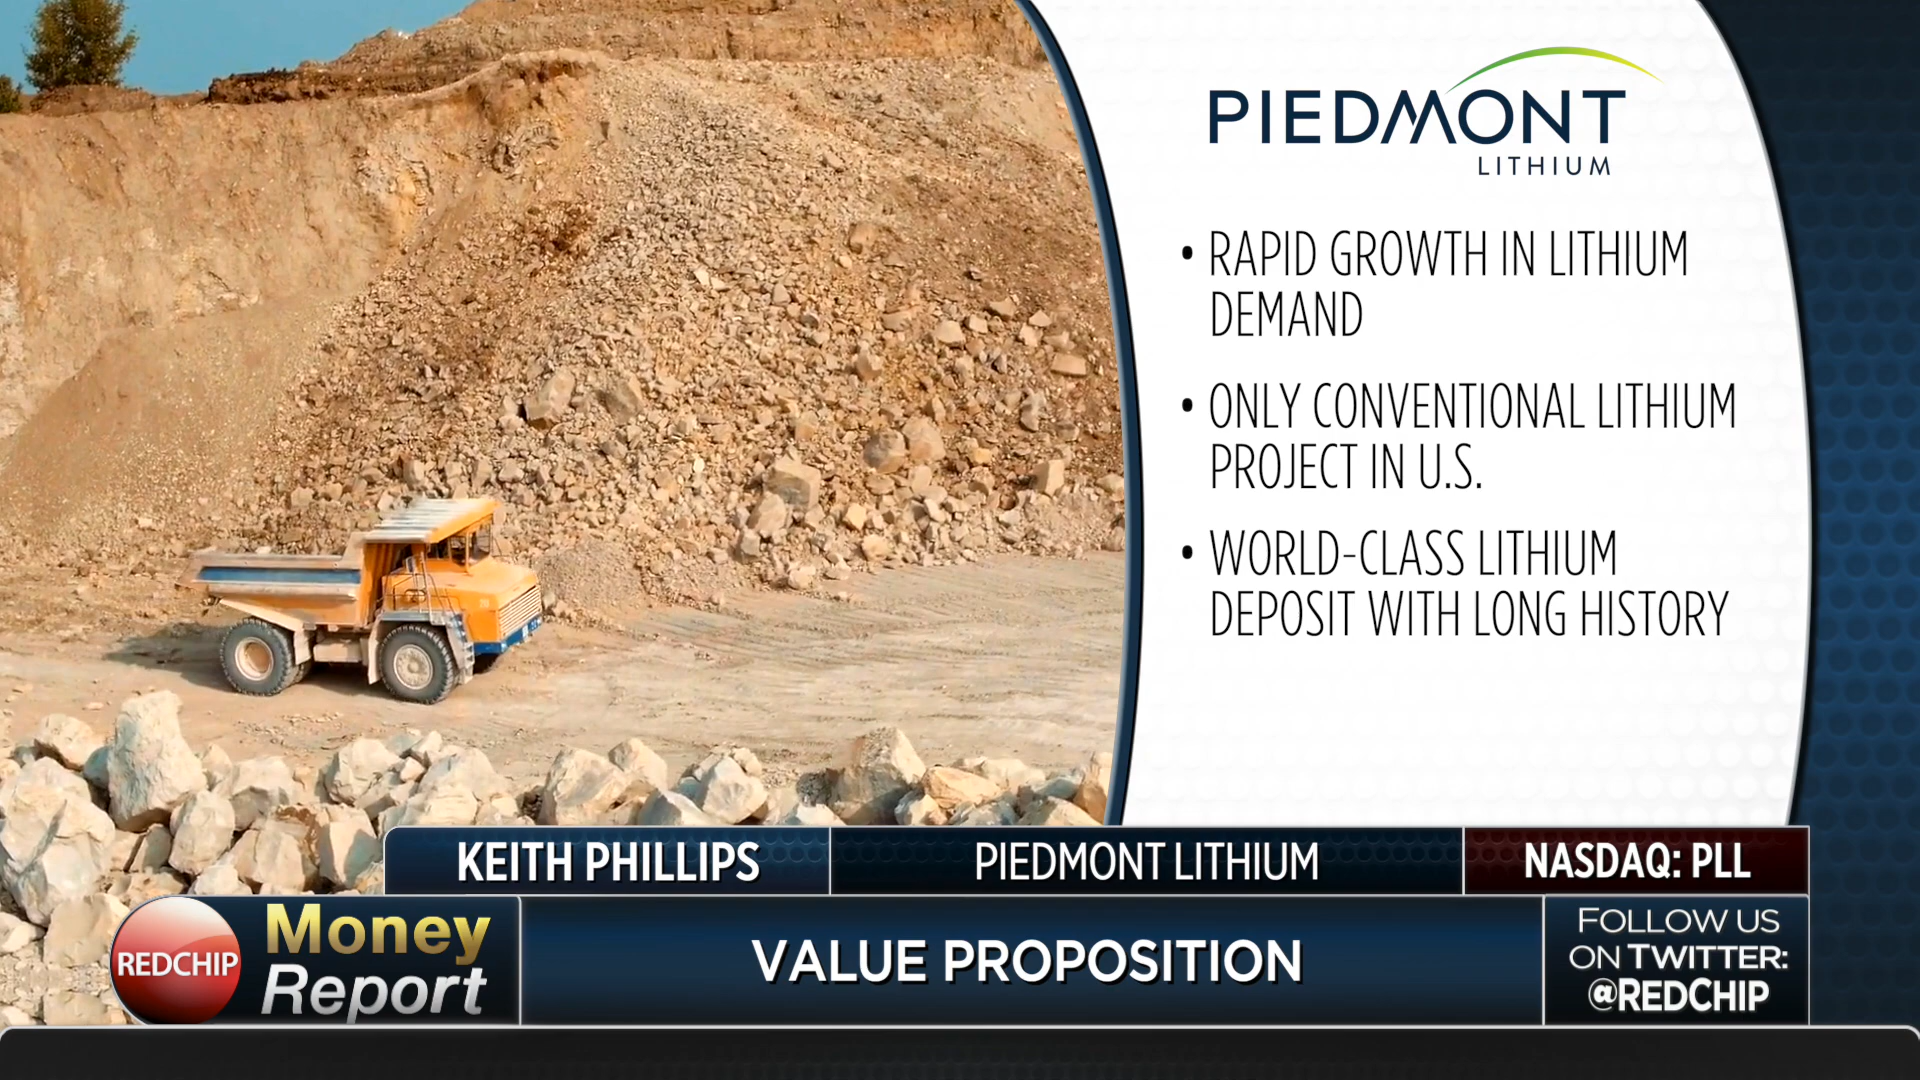 PIEDMONT
LITHIUM
• RAPID GROWTH IN LITHIUM
DEMAND
• ONLY CONVENTIONAL LITHIUM
PROJECT IN U.S.
• WORLD-CLASS LITHIUM
DEPOSIT WITH LONG HISTORY
KEITH PHILLIPS
PIEDMONT LITHIUM
NASDAQ: PLL
REDCHIP
Money
Report
VALUE PROPOSITION
FOLLOW US
ON TWITTER:
@REDCHIP